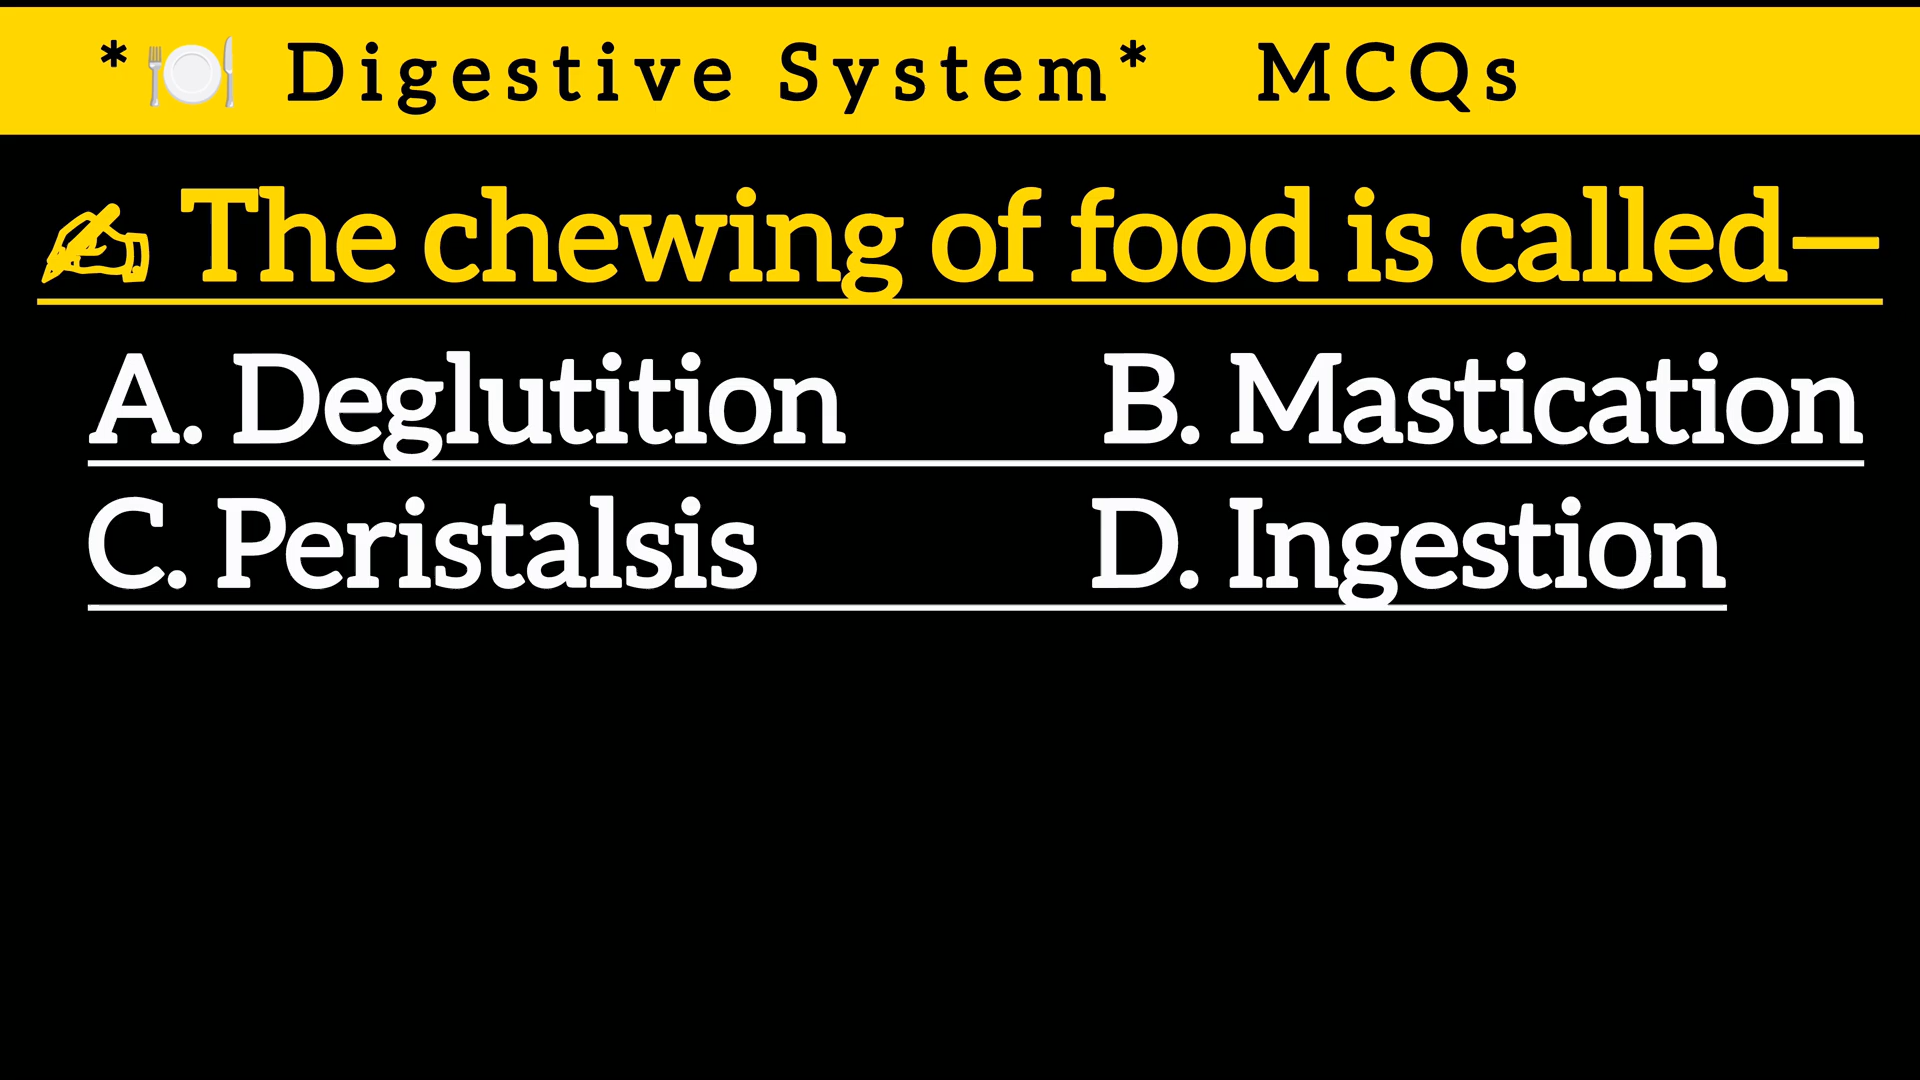 *🍽️ Digestive System* MCQs
✍ The chewing of food is called—
A. Deglutition B. Mastication
C. Peristalsis D. Ingestion